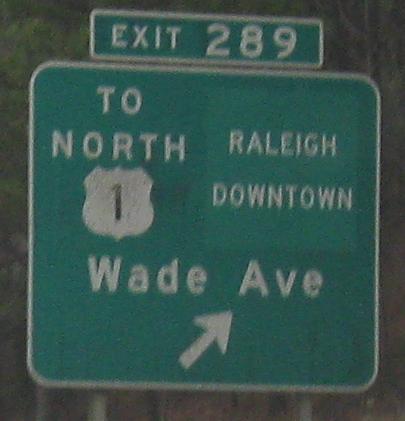 EXIT 289
TO
NORTH
1
RALEIGH
DOWNTOWN
Wade Ave